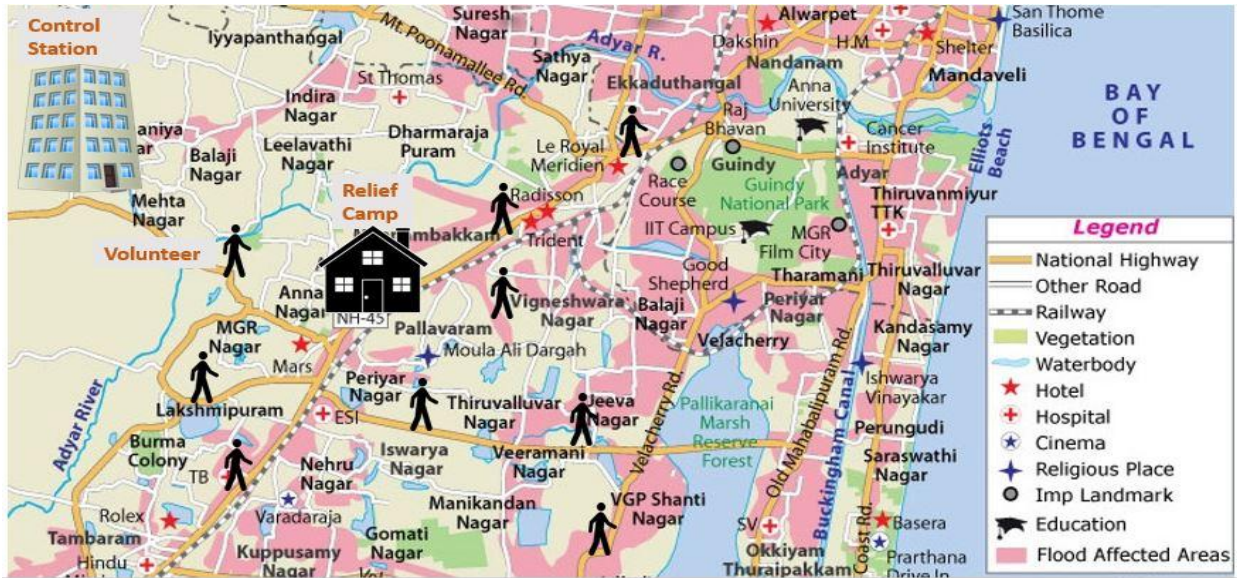 Control
Station
Iyyapanthangal
Mt. Poonamallee Rd.
Suresh
Nagar
Adyar R.
Sathya
Nagar
Ekkaduthangal
Dakshin
Alwarpet
H.M
Nandanam
Shelter
San Thome
Basilica
Mandaveli
St Thomas
Indira
Nagar
Dharmaraja
Puram
Leelavathi
Nagar
Balaji
Nagar
Mehta
Nagar
Anna
University
Raj
Bhavan
Le Royal
Meridien
Guindy
Cancer
Institute
Adyar
Elliots
Beach
BAY
OF
BENGAL
Race
Course
Guindy
National Park
Thiruvanmiyur
TTK
Relief
Camp
Radisson
Trident
IIT Campus
MGR
Film City
Volunteer
Good
Shepherd
Tharamani
Thiruvalluvar
Nagar
Anna
Nagar
NH-45
Vigneshwara
Nagar
Balaji
Nagar
Periyar
Nagar
Pallavaram
MGR
Nagar
Mars
Moula Ali Dargah
Velacherry
Kandasamy
Nagar
Periyar
Nagar
Lakshmipuram
ESI
Thiruvalluvar
Nagar
Jeeva
Nagar
Velacherry Rd.
Pallikaranai
Marsh
Reserve
Forest
Old Mahabalipuram Rd.
Buckingham Canal
Ishwarya
Vinayakar
Perungudi
Adyar River
Burma
Colony
TB
Nehru
Nagar
Iswarya
Nagar
Veeramani
Nagar
Saraswathi
Nagar
Rolex
Varadaraja
Manikandan
Nagar
VGP Shanti
Nagar
SV
Coast Rd.
Basera
Tambaram
Hindu
Kuppusamy
Nagar
Gomati
Nagar
Okkiyam
Thuraipakkam
Prarthana
Drive In
Legend
National Highway
Other Road
Railway
Vegetation
Waterbody
Hotel
Hospital
Cinema
Religious Place
Imp Landmark
Education
Flood Affected Areas